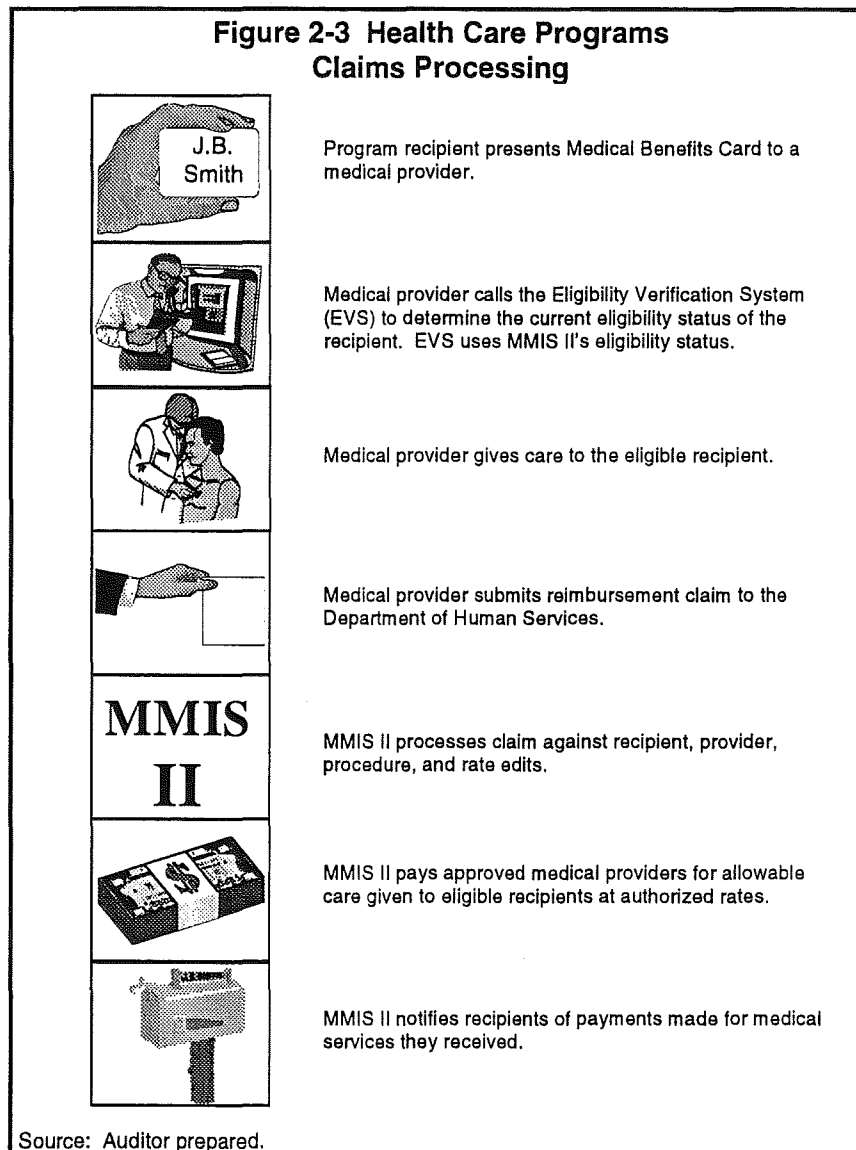 Figure 2-3 Health Care Programs
Claims Processing
J.B.
Smith
Program recipient presents Medical Benefits Card to a
medical provider.
Medical provider calls the Eligibility Verification System
(EVS) to determine the current eligibility status of the
recipient. EVS uses MMIS II's eligibility status.
Medical provider gives care to the eligible recipient.
Medical provider submits reimbursement claim to the
Department of Human Services.
MMIS
II
MMIS II processes claim against recipient, provider,
procedure, and rate edits.
$
MMIS II pays approved medical providers for allowable
care given to eligible recipients at authorized rates.
J.B. SMITH
MMIS II notifies recipients of payments made for medical
services they received.
Source: Auditor prepared.